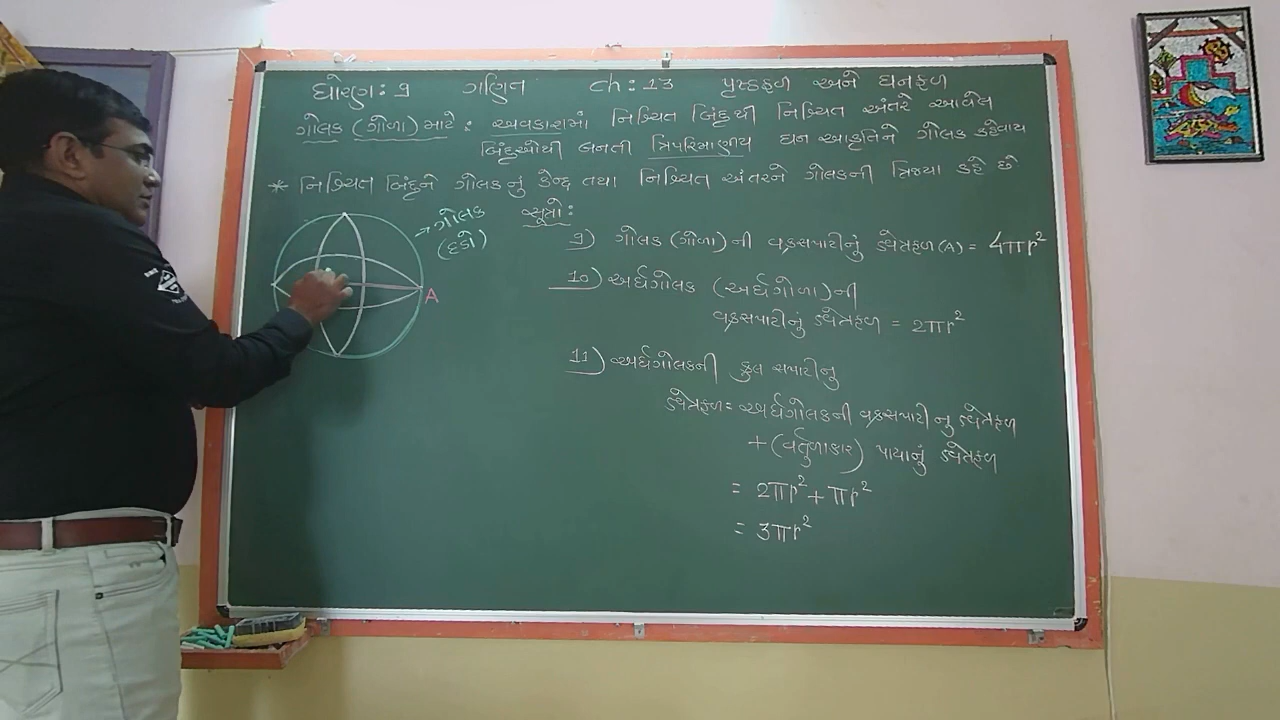 ધોરણ: ૯ ગણિત ch: 13 પૃષ્ઠફળ અને ઘનફળ
ગોલક (ગોળા) માટે : અવકાશમાં નિશ્ચિત બિંદુથી નિશ્ચિત અંતરે આવેલ
બિંદુઓથી બનતી ત્રિપરિમાણીય ઘન આકૃતિને ગોલક કહેવાય
* નિશ્ચિત બિંદુને ગોલકનું કેન્દ્ર તથા નિશ્ચિત અંતરને ગોલકની ત્રિજ્યા કહે છે
→ ગોલક
(દડો)
A
સૂત્રો:
9) ગોલક (ગોળા) ની વક્રસપાટીનું ક્ષેત્રફળ (A) = 4πr²
10) અર્ધગોલક (અર્ધગોળા) ની
વક્રસપાટીનું ક્ષેત્રફળ = 2πr²
11) અર્ધગોલકની કુલ સપાટીનુ
ક્ષેત્રફળ = અર્ધગોલકની વક્રસપાટી નુ ક્ષેત્રફળ
+ (વર્તુળાકાર) પાયાનું ક્ષેત્રફળ
= 2πr² + πr²
= 3πr²